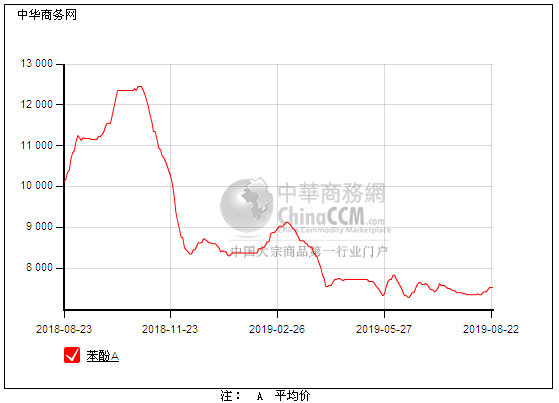 中华商务网
13 000
12 000
11 000
10 000
9 000
8 000
中華商務網
ChinaCCM.com
China Commodity Marketplace
中国大宗商品第一行业门户
2018-08-23 2018-11-23 2019-02-26 2019-05-27 2019-08-22
苯酚A
注： A 平均价